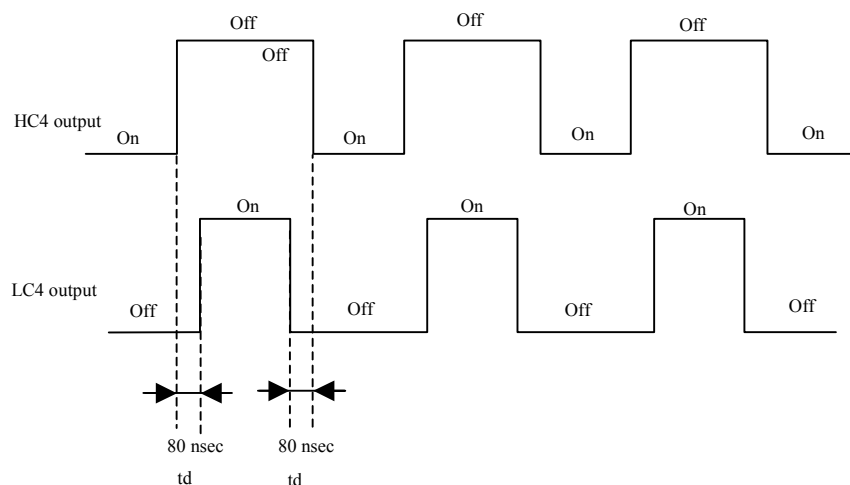 Off Off Off
Off
HC4 output
On On On On
On On On
LC4 output
Off Off Off Off
80 nsec 80 nsec
td td